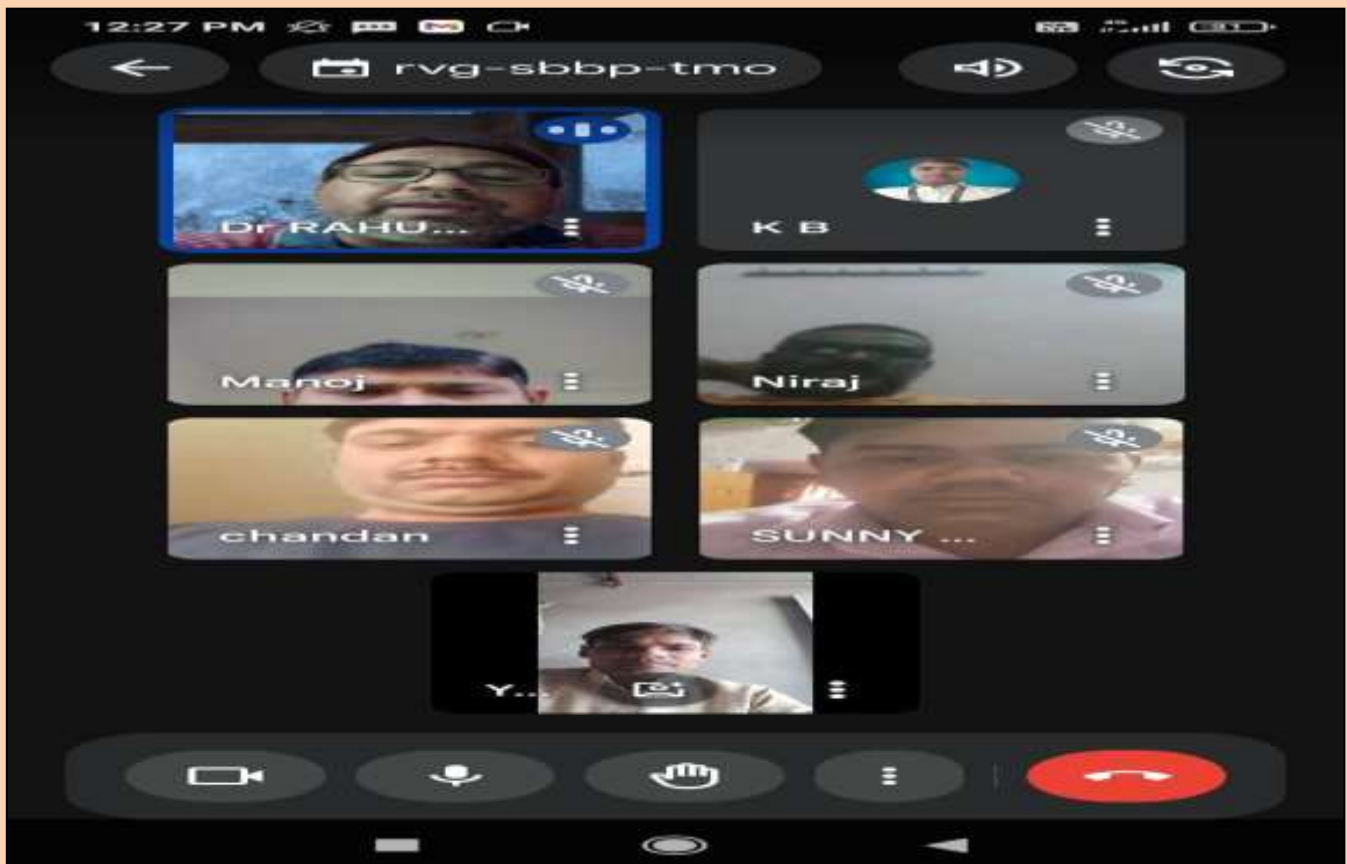 12:27 PM
rvg-sbbp-tmo
Dr RAHU...
K B
Manoj
Niraj
chandan
SUNNY ...
Y...